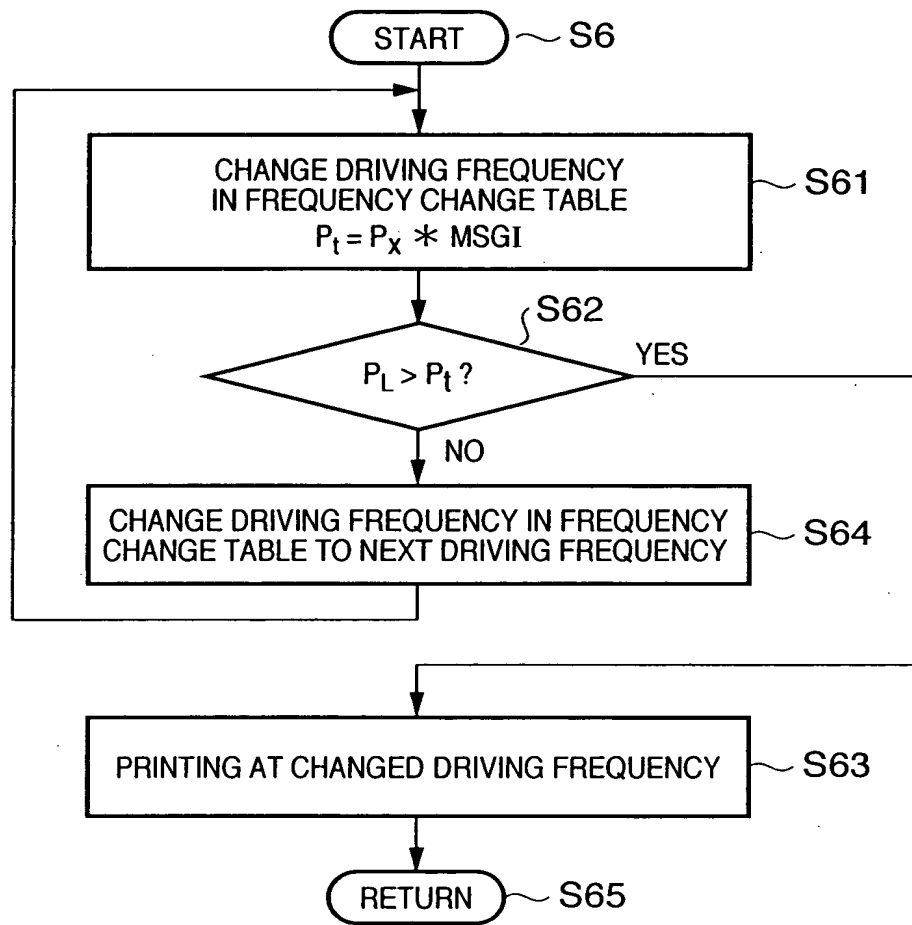 START
S6
CHANGE DRIVING FREQUENCY
IN FREQUENCY CHANGE TABLE
Pt = PX * MSGI
S61
S62
PL > Pt ?
YES
NO
CHANGE DRIVING FREQUENCY IN FREQUENCY
CHANGE TABLE TO NEXT DRIVING FREQUENCY
S64
PRINTING AT CHANGED DRIVING FREQUENCY
S63
RETURN
S65